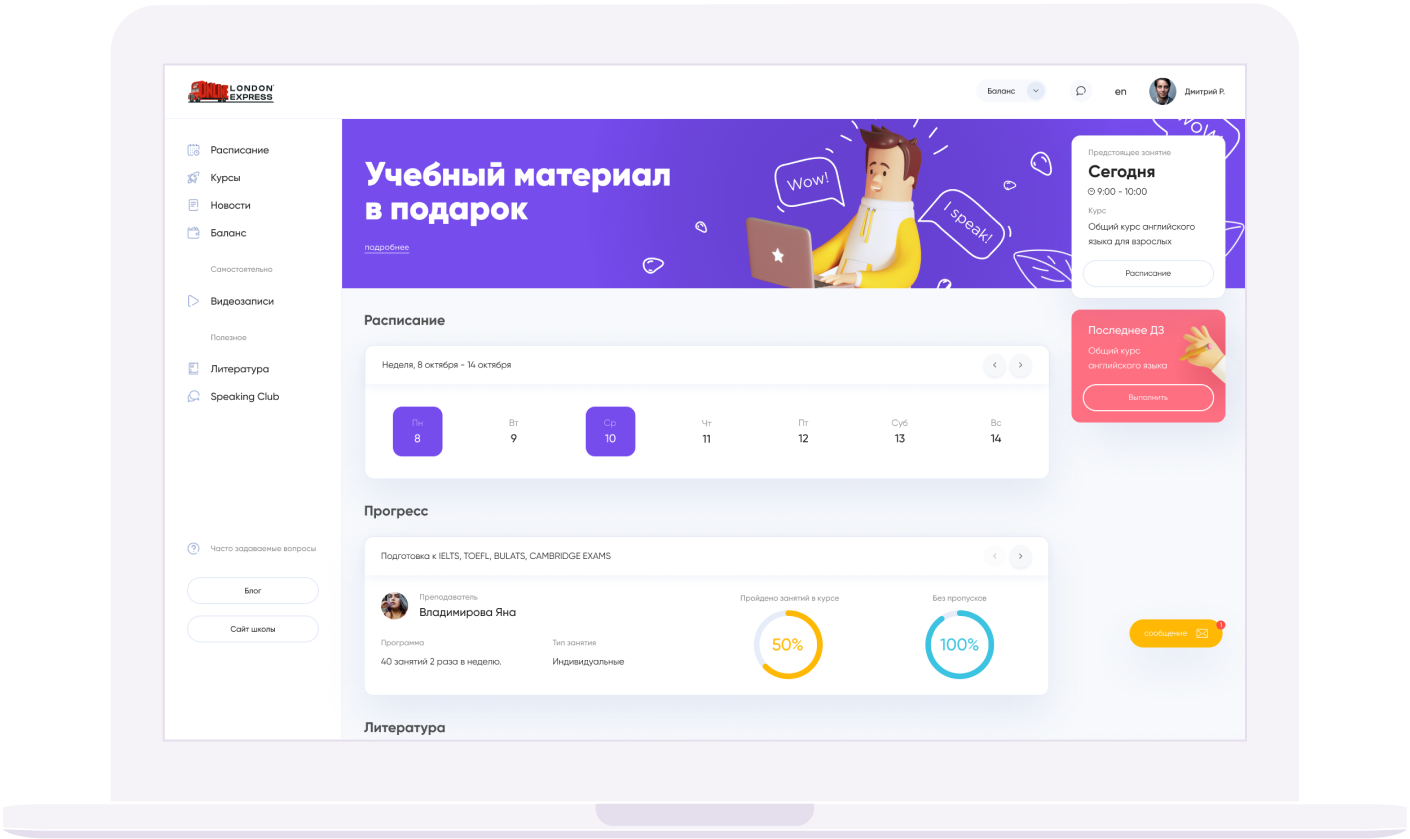 ONLINE LONDON
EXPRESS
Баланс
en
Дмитрий Р.
Расписание
Курсы
Новости
Баланс
Самостоятельно
Видеозаписи
Полезное
Литература
Speaking Club
Часто задаваемые вопросы
Блог
Сайт школы
Учебный материал
в подарок
подробнее
Wow!
I speak!
Wow
Предстоящее занятие
Сегодня
9:00 - 10:00
Курс
Общий курс английского
языка для взрослых
Расписание
Последнее ДЗ
Общий курс
английского языка
Выполнить
Расписание
Неделя, 8 октября - 14 октября
Пн Вт Ср Чт Пт Суб Вс
8 9 10 11 12 13 14
Прогресс
Подготовка к IELTS, TOEFL, BULATS, CAMBRIDGE EXAMS
Преподаватель
Владимирова Яна
Программа
40 занятий 2 раза в неделю.
Тип занятия
Индивидуальные
Пройдено занятий в курсе
50%
Без пропусков
100%
сообщение
1
Литература